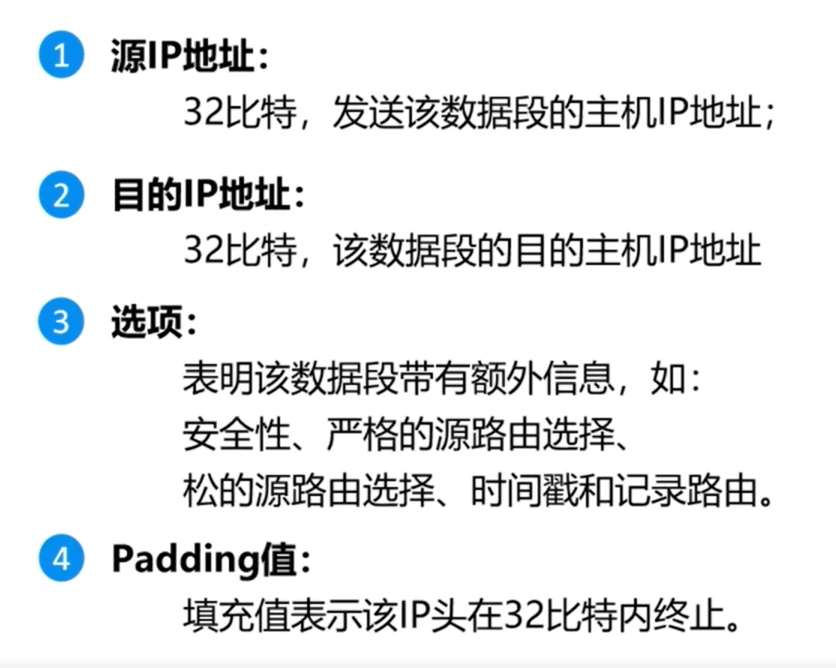 1 源IP地址：
32比特，发送该数据段的主机IP地址；
2 目的IP地址：
32比特，该数据段的目的主机IP地址
3 选项：
表明该数据段带有额外信息，如：
安全性、严格的源路由选择、
松的源路由选择、时间戳和记录路由。
4 Padding值：
填充值表示该IP头在32比特内终止。